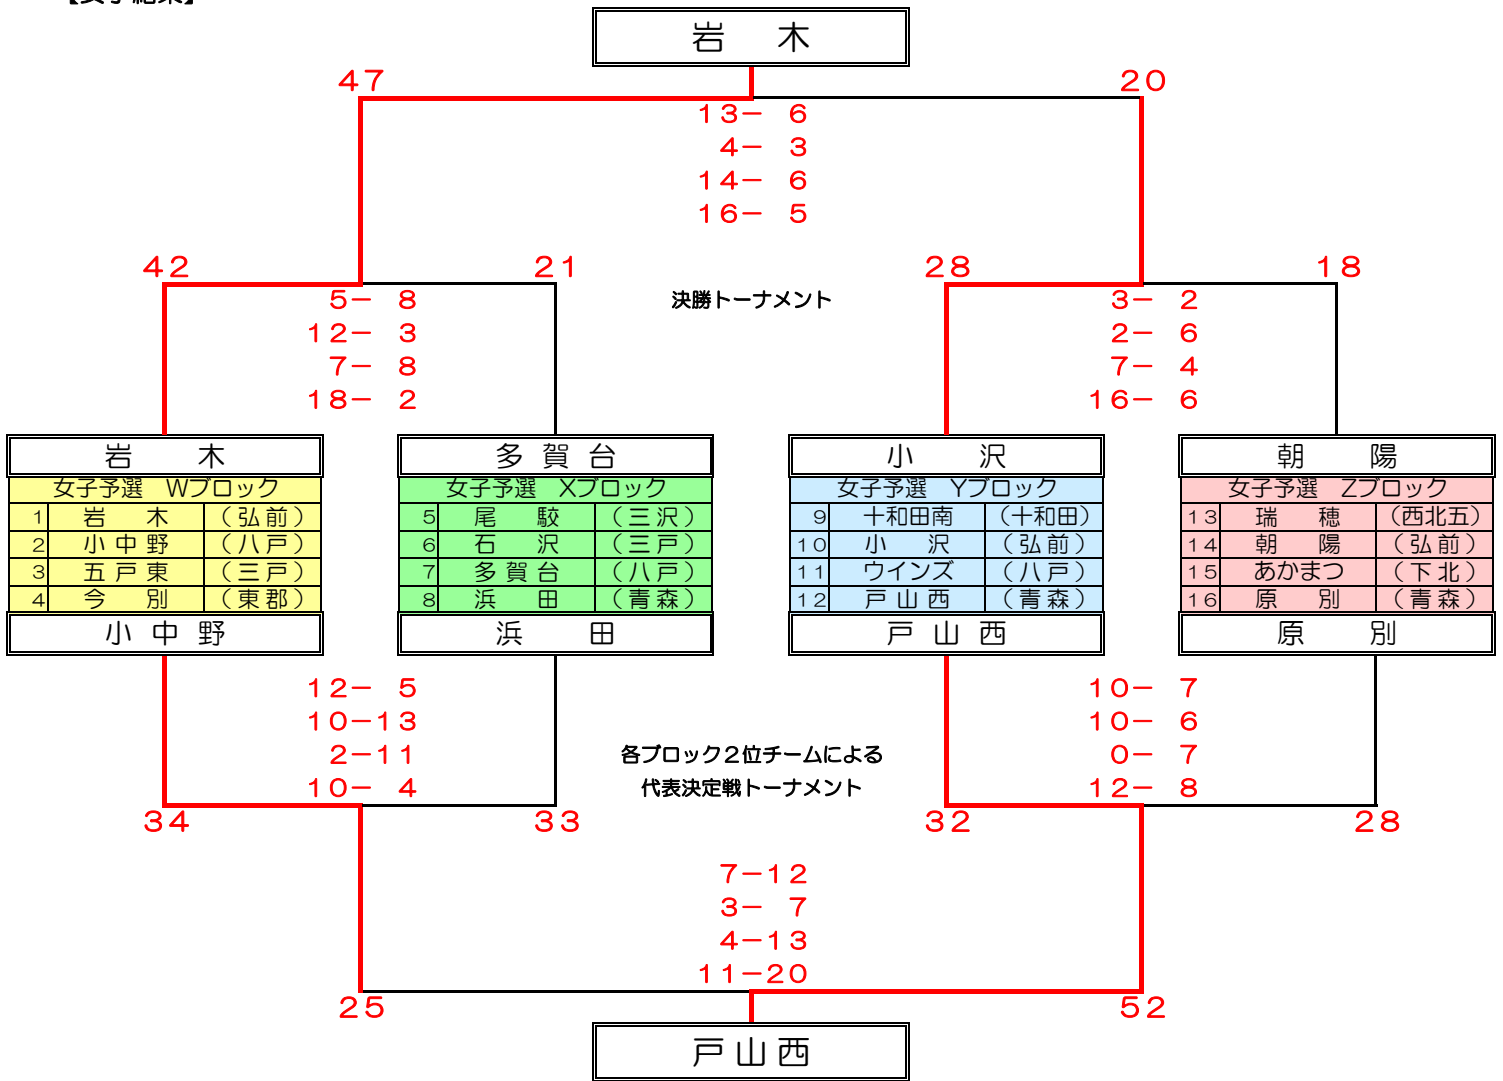 【女子結果】
岩　木
47　20
13－ 6
4－ 3
14－ 6
16－ 5
42　21　28　18
決勝トーナメント
5－ 8
12－ 3
7－ 8
18－ 2
3－ 2
2－ 6
7－ 4
16－ 6
岩　木
女子予選　Wブロック
1 岩　木 （弘前）
2 小中野 （八戸）
3 五戸東 （三戸）
4 今　別 （東郡）
小中野
多賀台
女子予選　Xブロック
5 尾　駮 （三沢）
6 石　沢 （三戸）
7 多賀台 （八戸）
8 浜　田 （青森）
浜　田
小　沢
女子予選　Yブロック
9 十和田南 （十和田）
10 小　沢 （弘前）
11 ウインズ （八戸）
12 戸山西 （青森）
戸山西
朝　陽
女子予選　Zブロック
13 瑞　穂 （西北五）
14 朝　陽 （弘前）
15 あかまつ （下北）
16 原　別 （青森）
原　別
12－ 5
10－13
2－11
10－ 4
10－ 7
10－ 6
0－ 7
12－ 8
各ブロック２位チームによる
代表決定戦トーナメント
34　33　32　28
7－12
3－ 7
4－13
11－20
25　52
戸山西